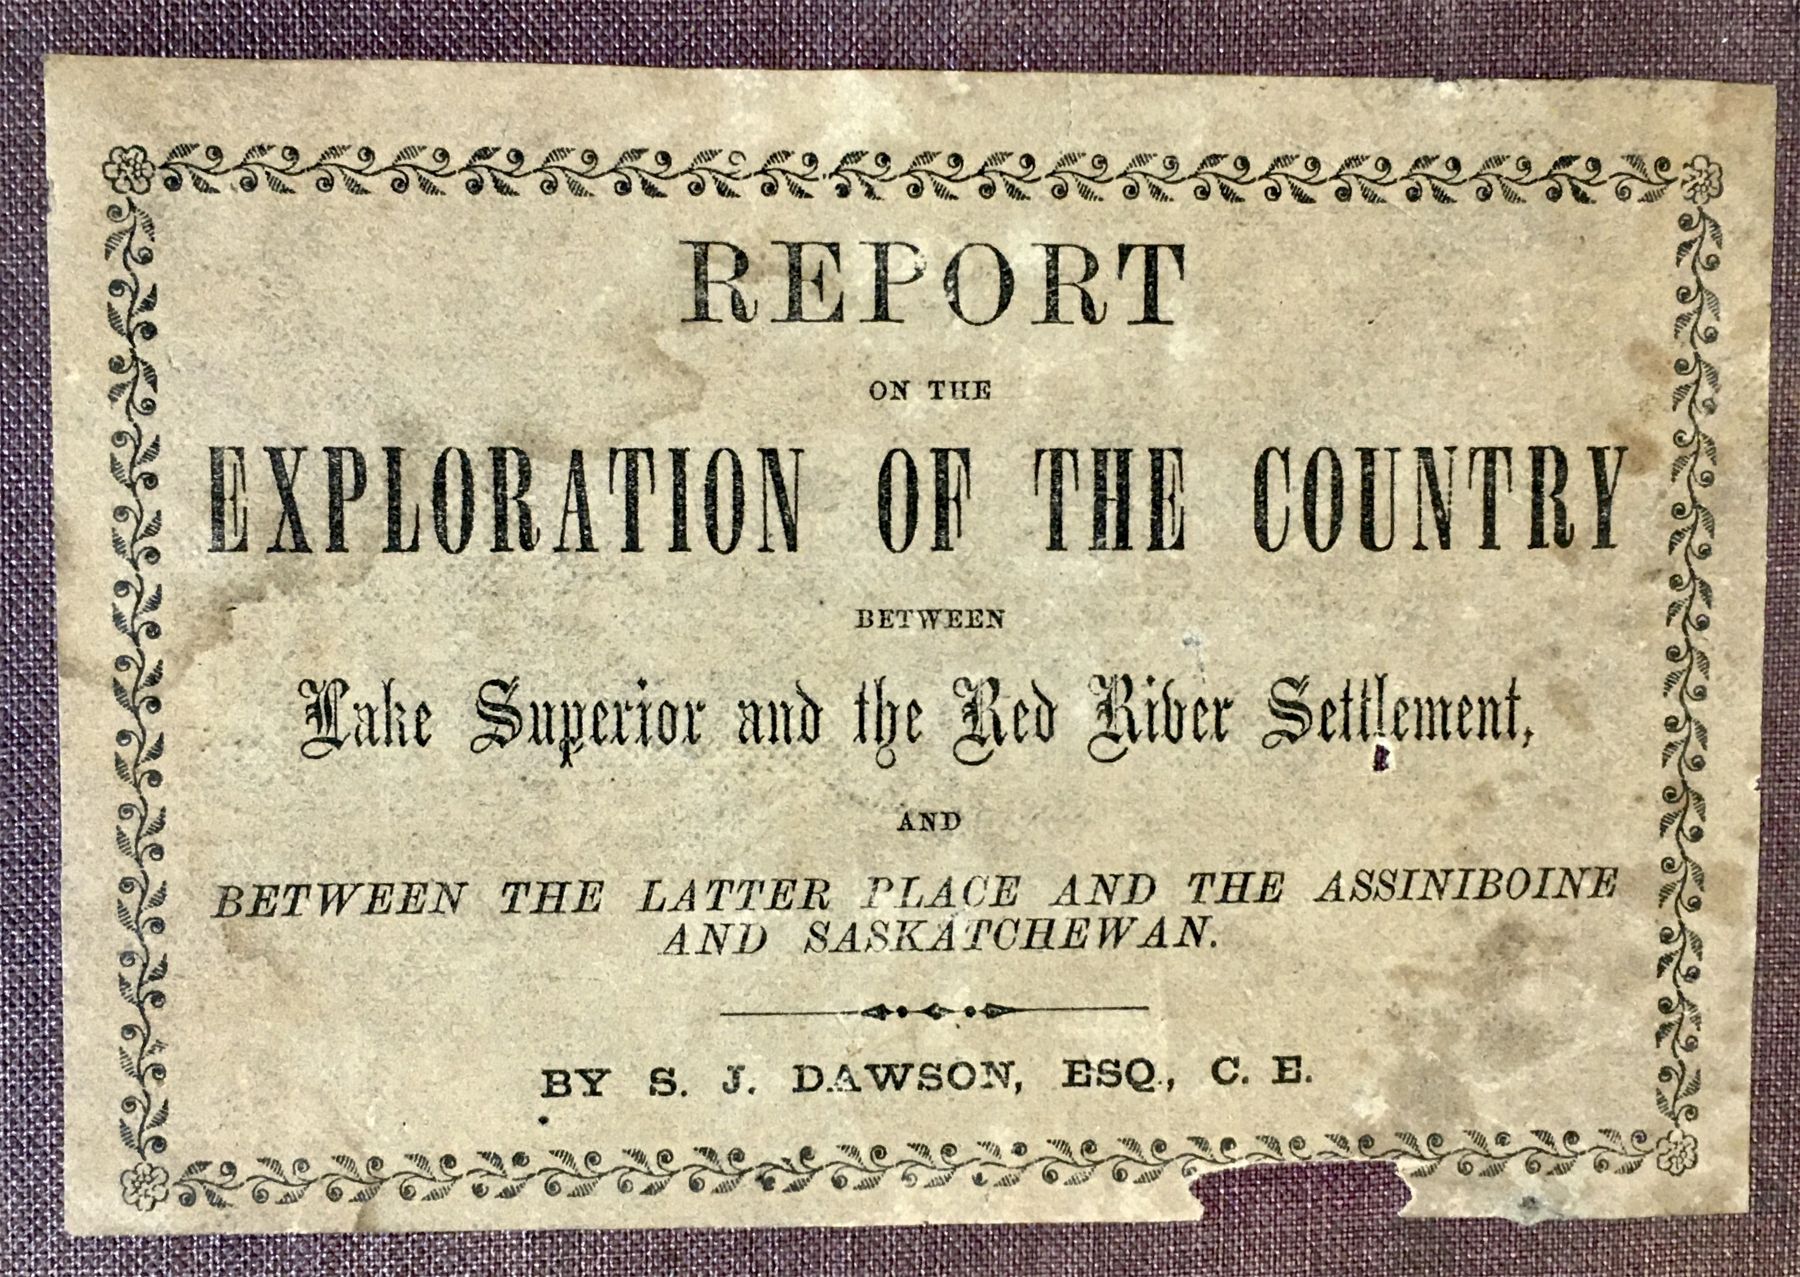 REPORT
ON THE
EXPLORATION OF THE COUNTRY
BETWEEN
Lake Superior and the Red River Settlement,
AND
BETWEEN THE LATTER PLACE AND THE ASSINIBOINE
AND SASKATCHEWAN.
BY S. J. DAWSON, ESQ., C. E.